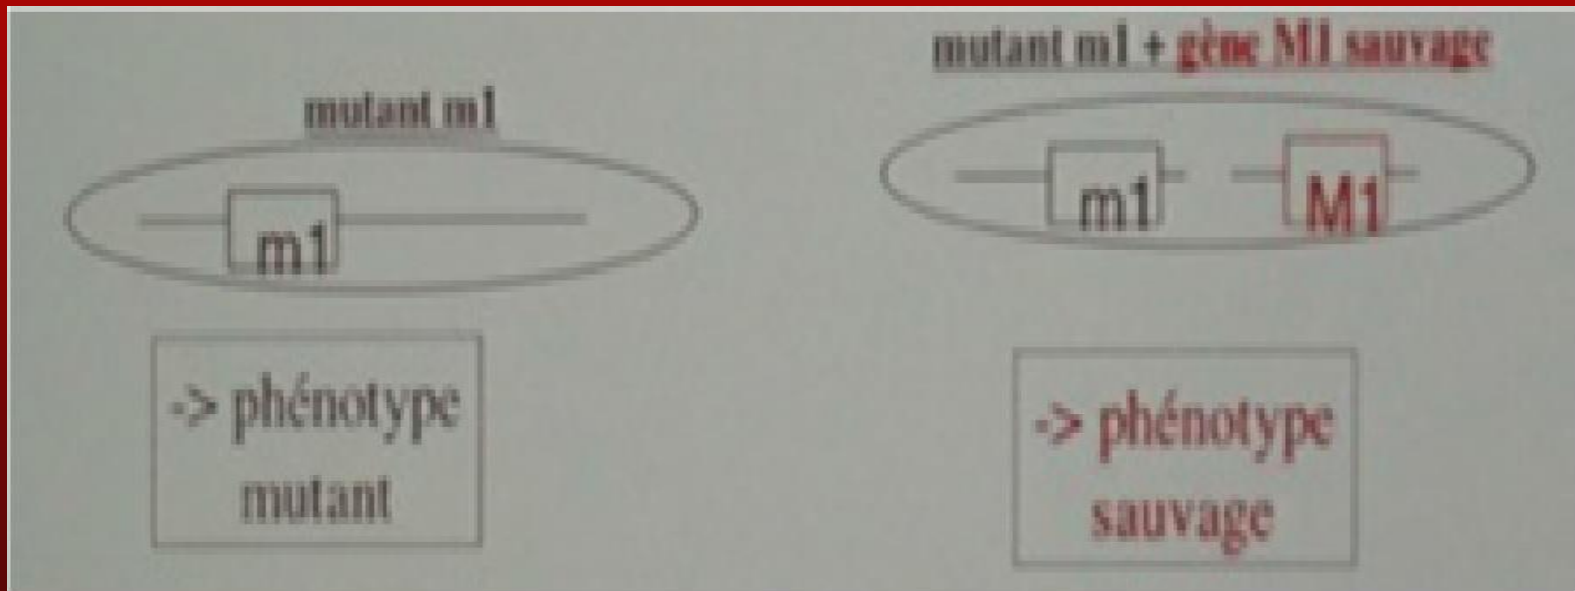 mutant m1
m1
-> phénotype
mutant
mutant m1 + gène M1 sauvage
m1
M1
-> phénotype
sauvage